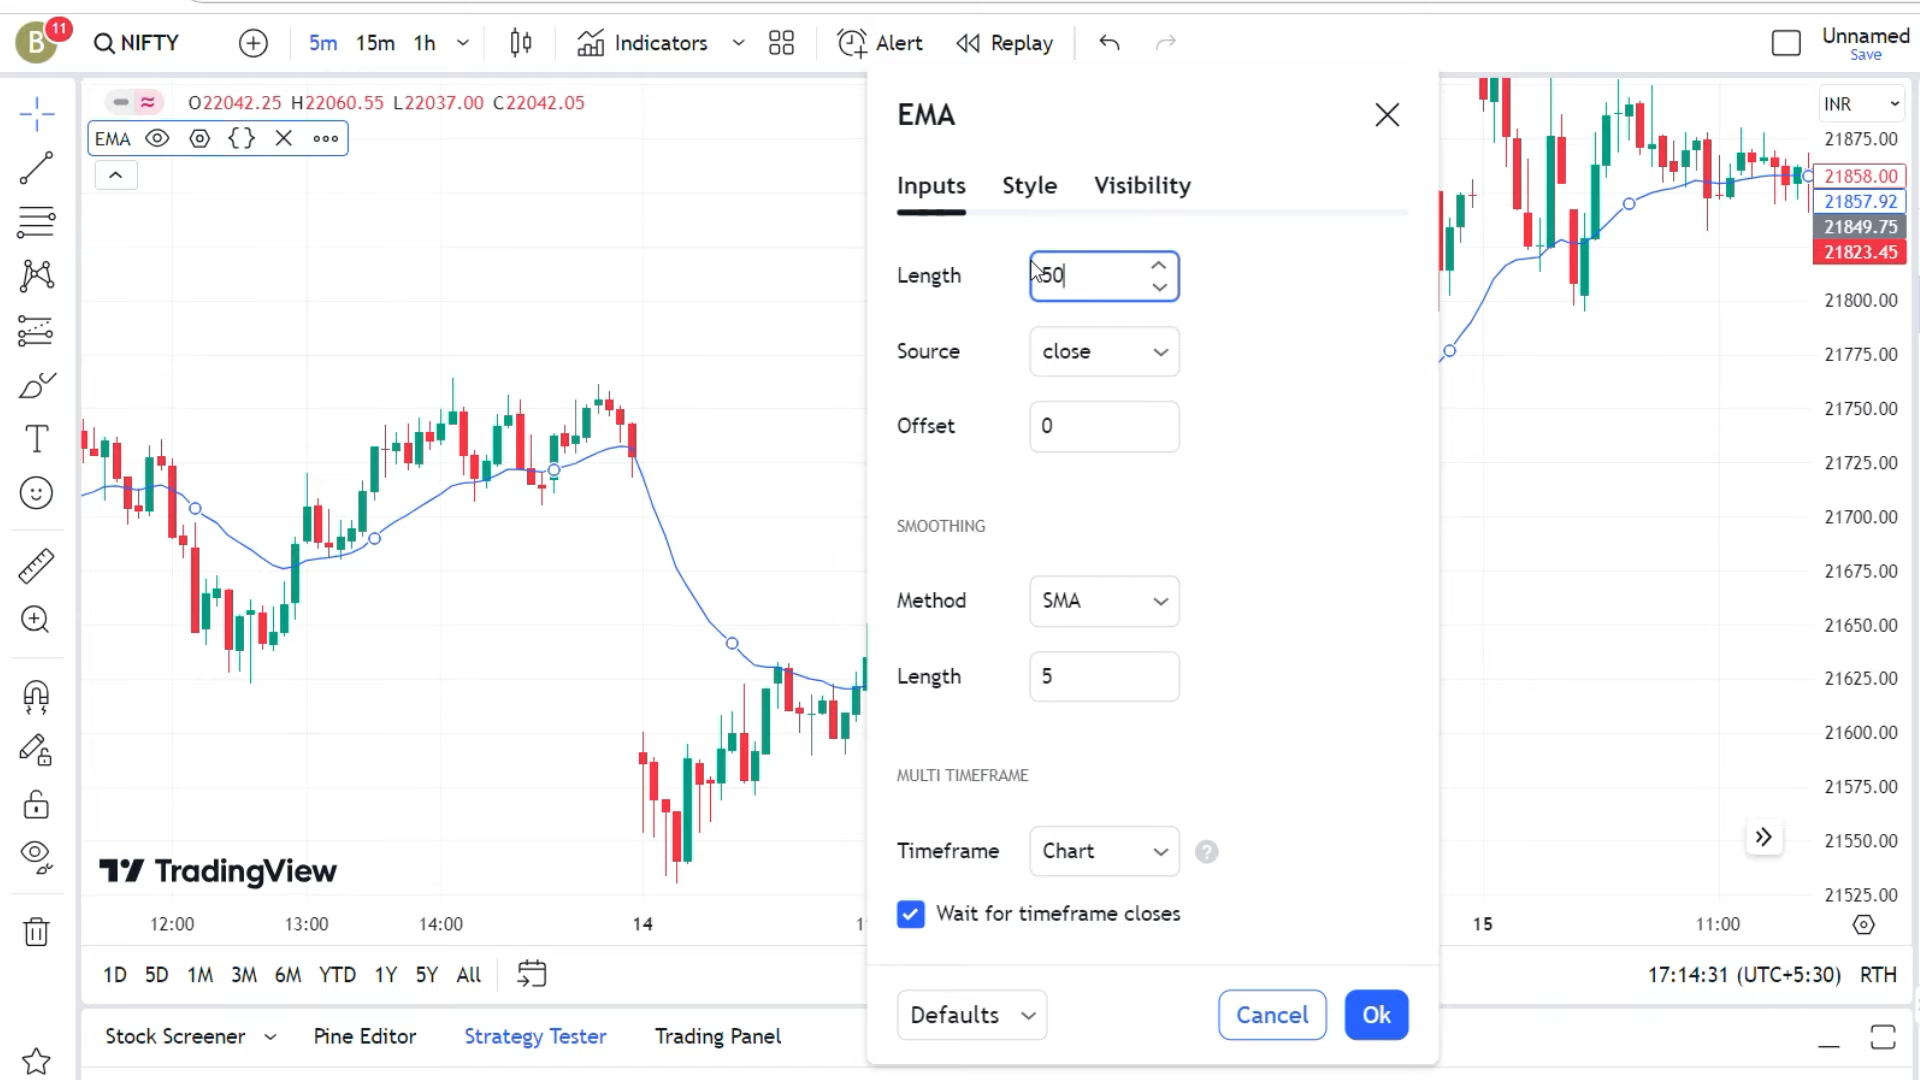 B 11 NIFTY 5m 15m 1h Indicators Alert Replay Unnamed
Save
O22042.25 H22060.55 L22037.00 C22042.05
EMA
EMA
Inputs Style Visibility
Length 50
Source close
Offset 0
SMOOTHING
Method SMA
Length 5
MULTI TIMEFRAME
Timeframe Chart ?
Wait for timeframe closes
Defaults Cancel Ok
INR
21875.00
21858.00
21857.92
21849.75
21823.45
21800.00
21775.00
21750.00
21725.00
21700.00
21675.00
21650.00
21625.00
21600.00
21575.00
21550.00
21525.00
TradingView
12:00 13:00 14:00 14 15 11:00
1D 5D 1M 3M 6M YTD 1Y 5Y All 17:14:31 (UTC+5:30) RTH
Stock Screener Pine Editor Strategy Tester Trading Panel